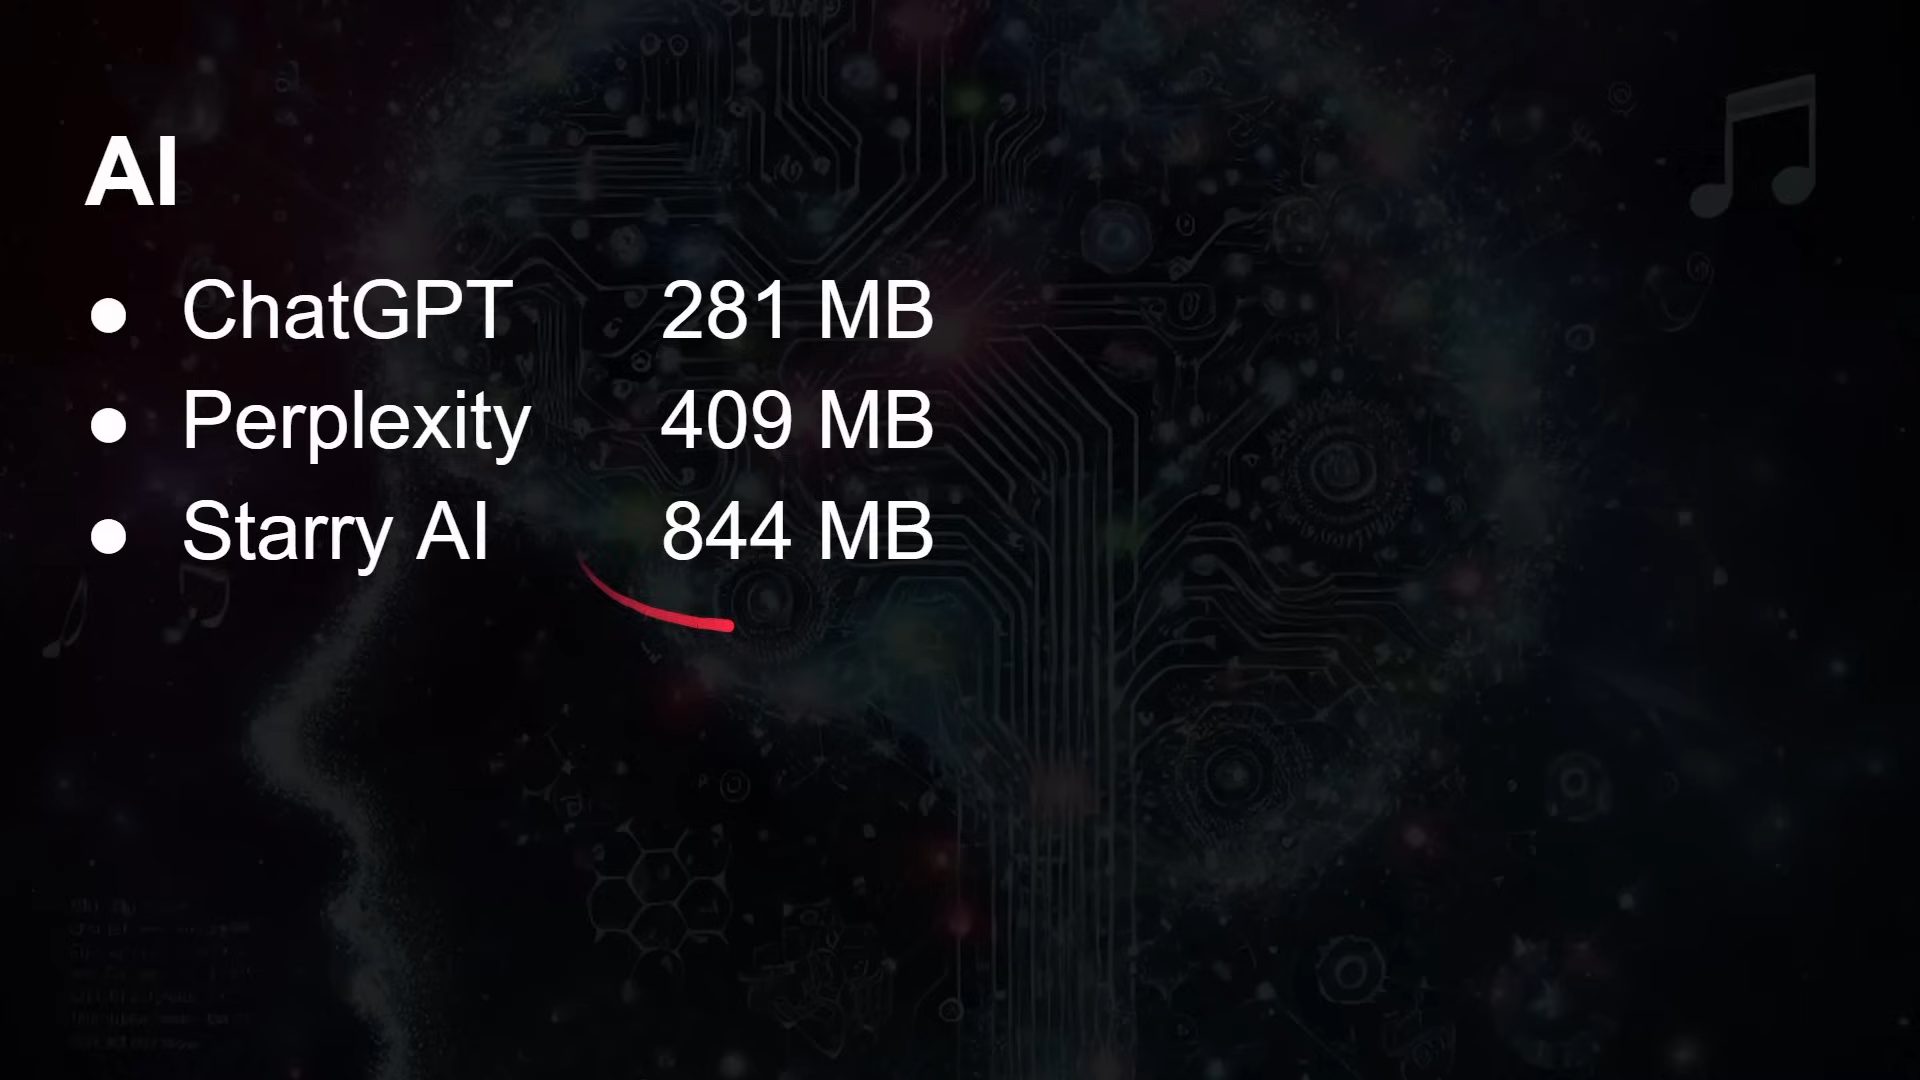 AI
● ChatGPT 281 MB
● Perplexity 409 MB
● Starry AI 844 MB